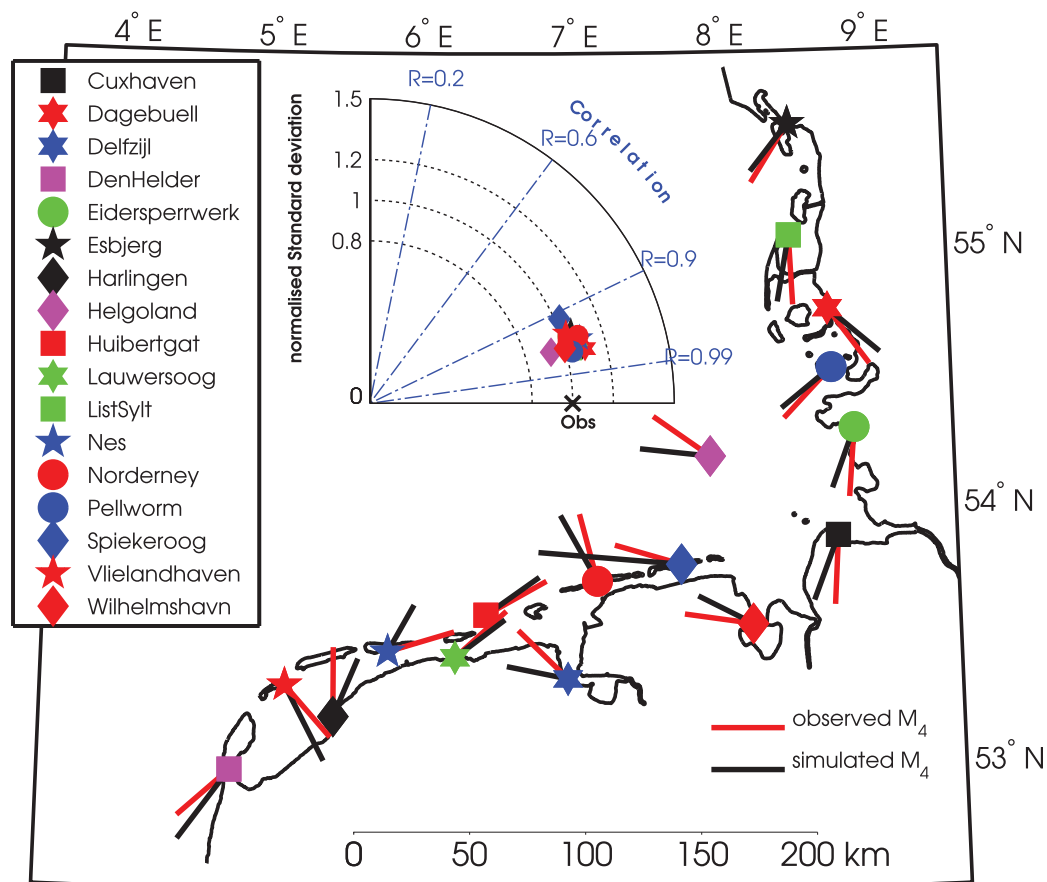 4° E 5° E 6° E 7° E 8° E 9° E
Cuxhaven
Dagebuell
Delfzijl
DenHelder
Eidersperrwerk
Esbjerg
Harlingen
Helgoland
Huibertgat
Lauwersoog
ListSylt
Nes
Norderney
Pellworm
Spiekeroog
Vlielandhaven
Wilhelmshavn
normalised Standard deviation
1.5
1.2
1
0.8
0
R=0.2
R=0.6
R=0.9
R=0.99
Correlation
Obs
55° N
54° N
53° N
observed M4
simulated M4
0 50 100 150 200 km